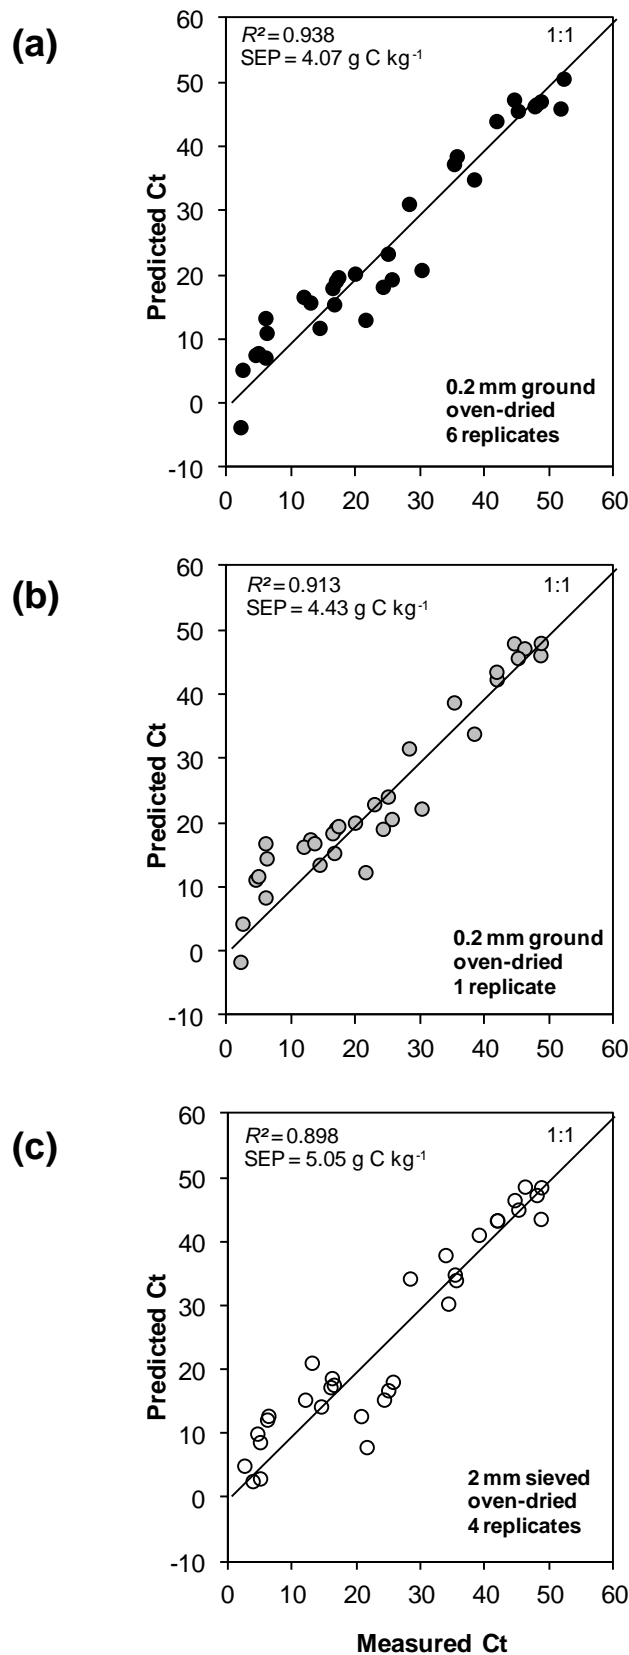 (a)
R²=0.938
1:1
SEP = 4.07 g C kg⁻¹
60
50
40
30
20
10
0
-10
Predicted Ct
0.2 mm ground
oven-dried
6 replicates
0 10 20 30 40 50 60
(b)
R²=0.913
1:1
SEP = 4.43 g C kg⁻¹
60
50
40
30
20
10
0
-10
Predicted Ct
0.2 mm ground
oven-dried
1 replicate
0 10 20 30 40 50 60
(c)
R²=0.898
1:1
SEP = 5.05 g C kg⁻¹
60
50
40
30
20
10
0
-10
Predicted Ct
2 mm sieved
oven-dried
4 replicates
0 10 20 30 40 50 60
Measured Ct